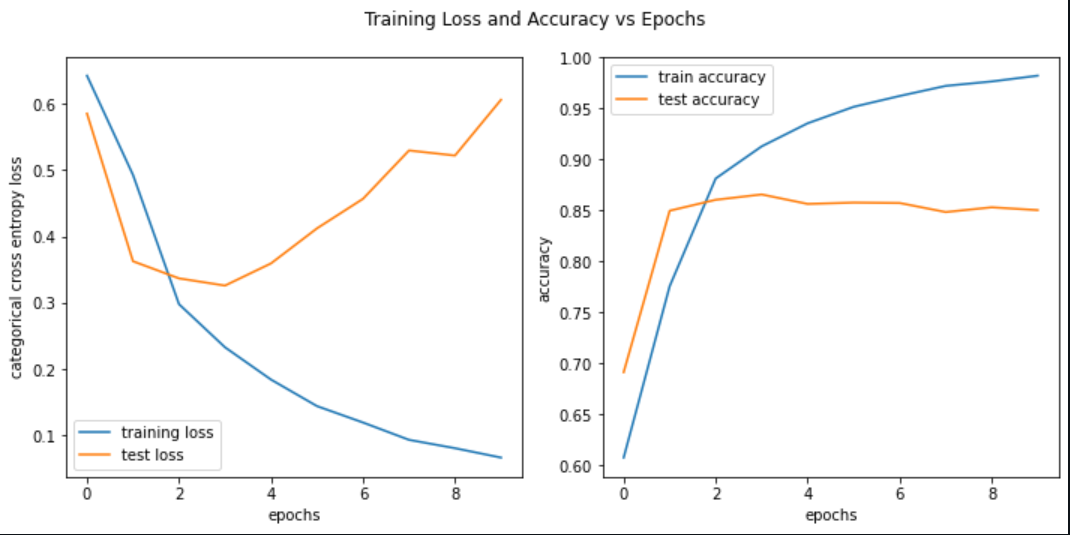 Training Loss and Accuracy vs Epochs
categorical cross entropy loss
0.6
0.5
0.4
0.3
0.2
0.1
training loss
test loss
0 2 4 6 8
epochs
accuracy
1.00
0.95
0.90
0.85
0.80
0.75
0.70
0.65
0.60
train accuracy
test accuracy
0 2 4 6 8
epochs